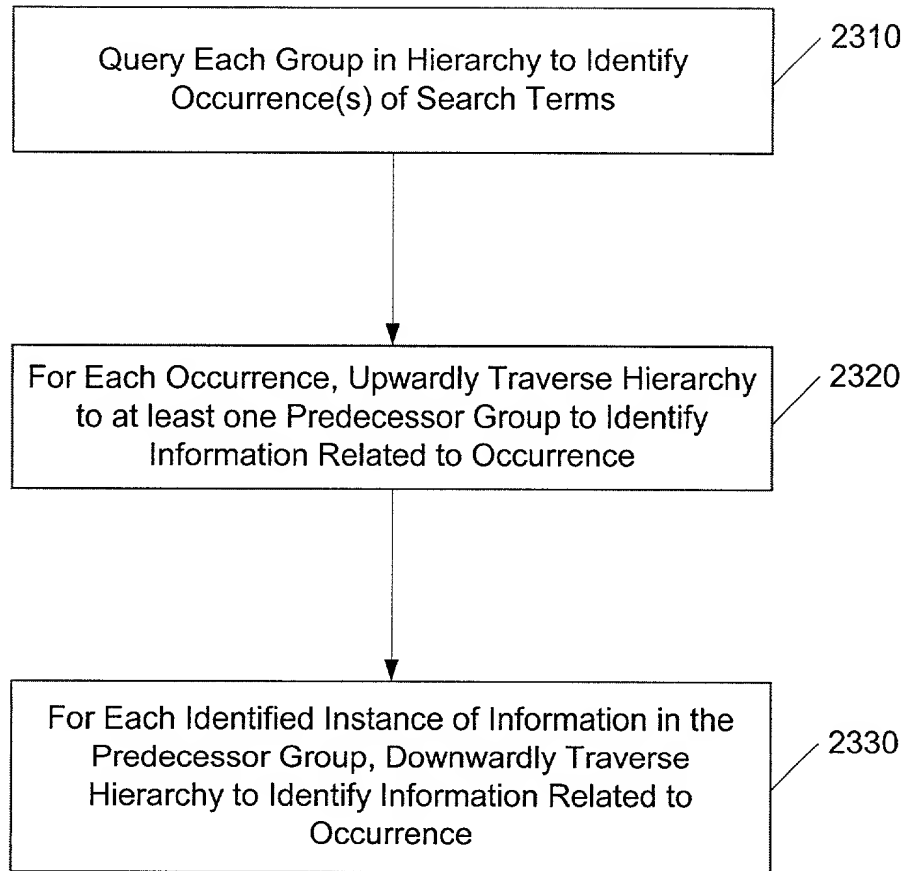 Query Each Group in Hierarchy to Identify
Occurrence(s) of Search Terms
2310
For Each Occurrence, Upwardly Traverse Hierarchy
to at least one Predecessor Group to Identify
Information Related to Occurrence
2320
For Each Identified Instance of Information in the
Predecessor Group, Downwardly Traverse
Hierarchy to Identify Information Related to
Occurrence
2330